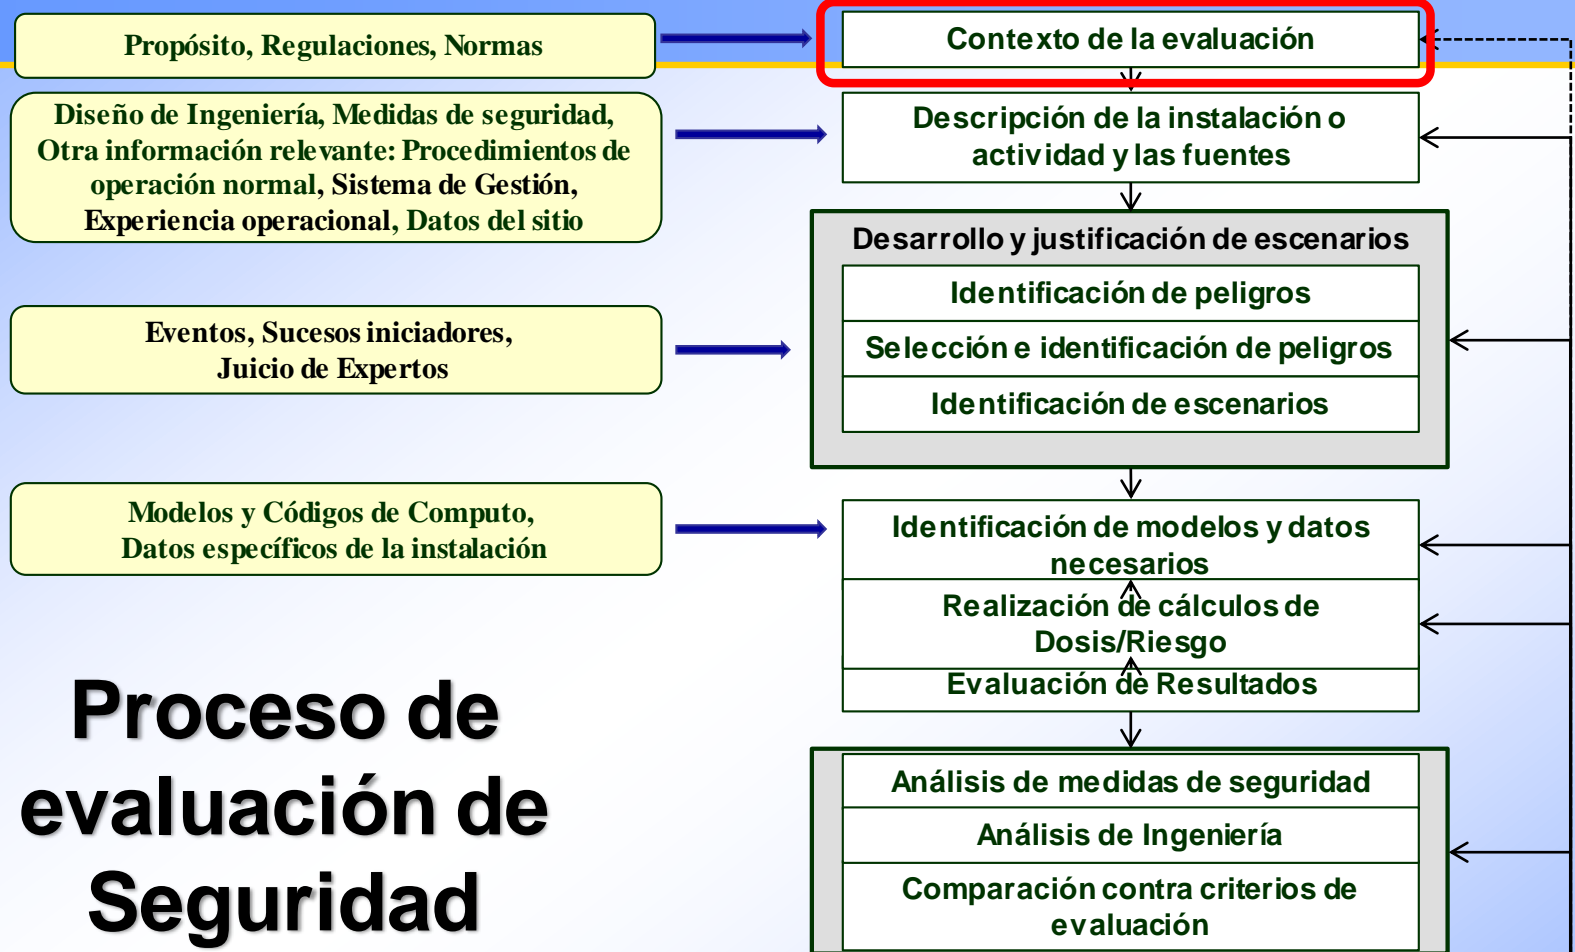 Propósito, Regulaciones, Normas
Contexto de la evaluación
Diseño de Ingeniería, Medidas de seguridad,
Otra información relevante: Procedimientos de
operación normal, Sistema de Gestión,
Experiencia operacional, Datos del sitio
Descripción de la instalación o
actividad y las fuentes
Desarrollo y justificación de escenarios
Identificación de peligros
Selección e identificación de peligros
Identificación de escenarios
Eventos, Sucesos iniciadores,
Juicio de Expertos
Modelos y Códigos de Computo,
Datos específicos de la instalación
Identificación de modelos y datos
necesarios
Realización de cálculos de
Dosis/Riesgo
Evaluación de Resultados
Análisis de medidas de seguridad
Análisis de Ingeniería
Comparación contra criterios de
evaluación
Proceso de
evaluación de
Seguridad